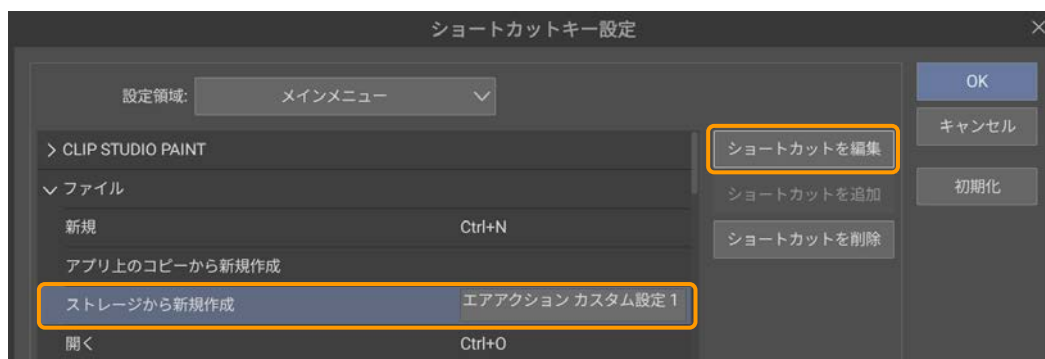 ショートカットキー設定
設定領域: メインメニュー
OK
キャンセル
初期化
> CLIP STUDIO PAINT
ファイル
新規 Ctrl+N
アプリ上のコピーから新規作成
ストレージから新規作成 エアアクション カスタム設定 1
開く Ctrl+O
ショートカットを編集
ショートカットを追加
ショートカットを削除